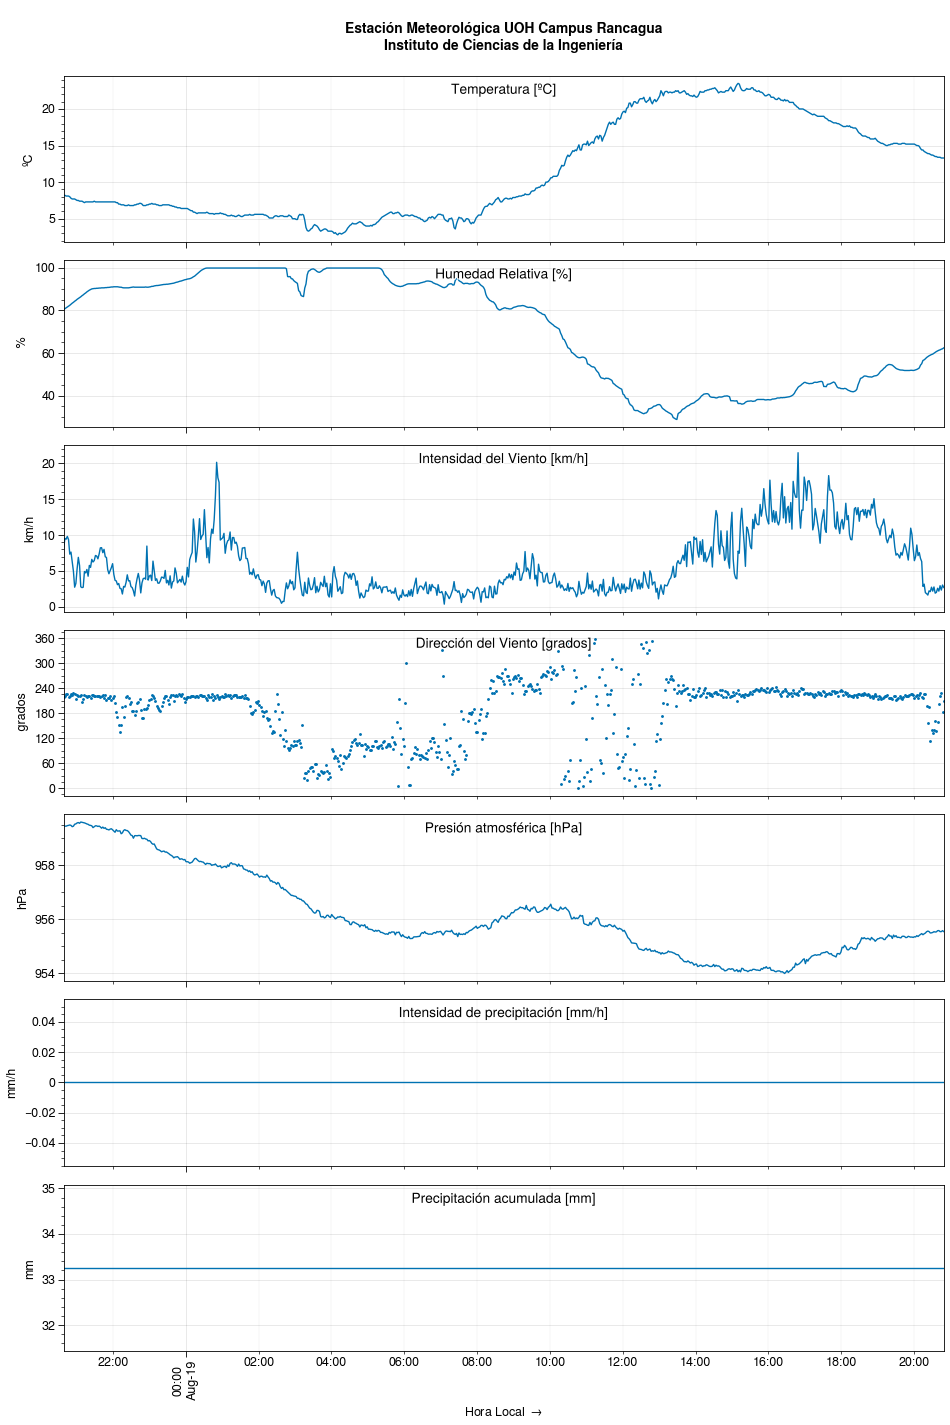 Estación Meteorológica UOH Campus Rancagua
Instituto de Ciencias de la Ingeniería
Temperatura [ºC]
ºC
20
15
10
5
Humedad Relativa [%]
%
100
80
60
40
Intensidad del Viento [km/h]
km/h
20
15
10
5
0
Dirección del Viento [grados]
grados
360
300
240
180
120
60
0
Presión atmosférica [hPa]
hPa
958
956
954
Intensidad de precipitación [mm/h]
mm/h
0.04
0.02
0
−0.02
−0.04
Precipitación acumulada [mm]
mm
35
34
33
32
22:00
00:00
Aug-19
02:00
04:00
06:00
08:00
10:00
12:00
14:00
16:00
18:00
20:00
Hora Local →